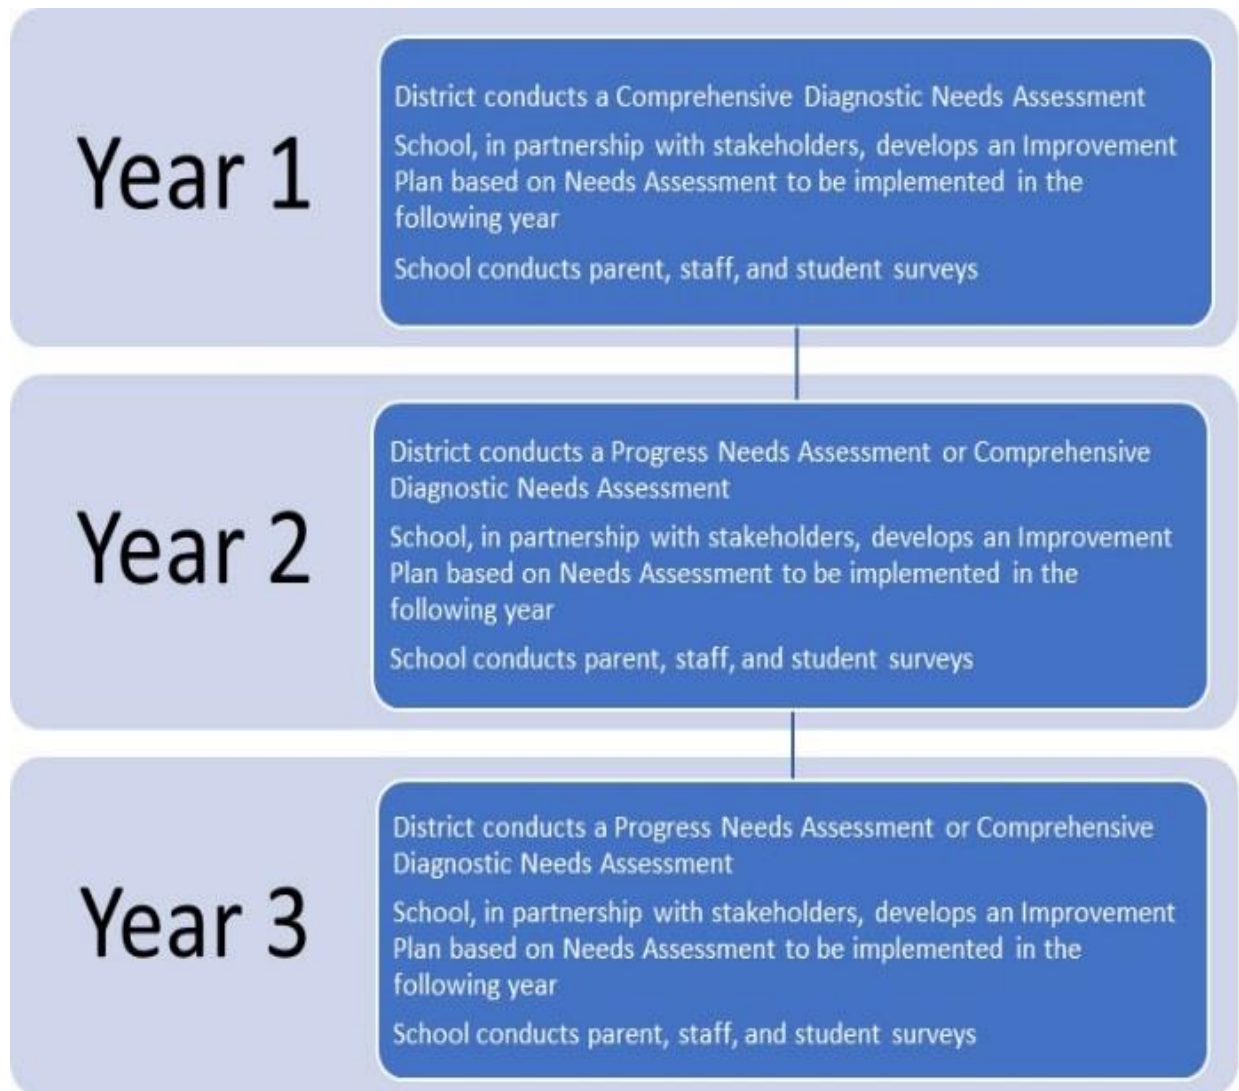 Year 1
District conducts a Comprehensive Diagnostic Needs Assessment
School, in partnership with stakeholders, develops an Improvement
Plan based on Needs Assessment to be implemented in the
following year
School conducts parent, staff, and student surveys
Year 2
District conducts a Progress Needs Assessment or Comprehensive
Diagnostic Needs Assessment
School, in partnership with stakeholders, develops an Improvement
Plan based on Needs Assessment to be implemented in the
following year
School conducts parent, staff, and student surveys
Year 3
District conducts a Progress Needs Assessment or Comprehensive
Diagnostic Needs Assessment
School, in partnership with stakeholders, develops an Improvement
Plan based on Needs Assessment to be implemented in the
following year
School conducts parent, staff, and student surveys